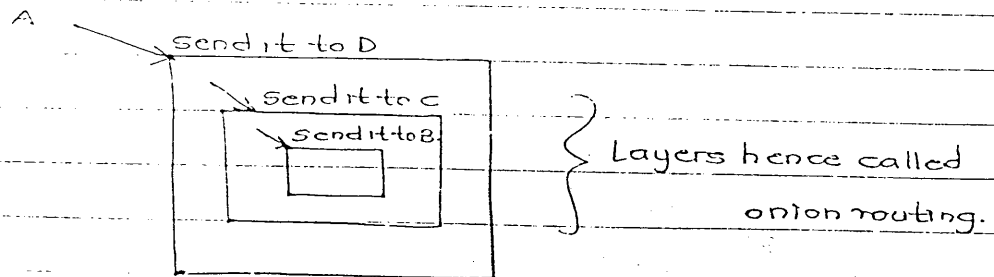 A
send it to D
send it to C
send it to B.
Layers hence called
onion routing.